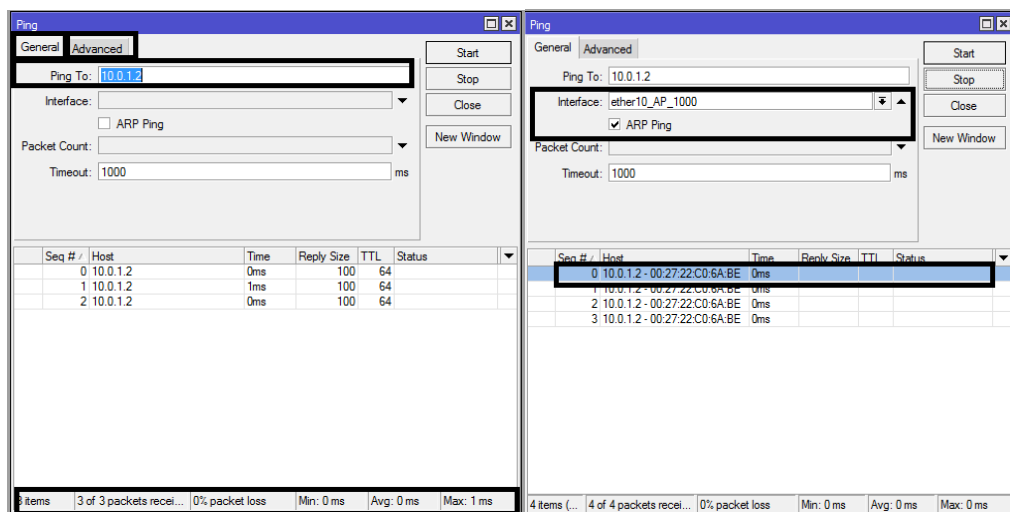 Ping
General Advanced
Start
Ping To: 10.0.1.2
Stop
Interface:
Close
ARP Ping
New Window
Packet Count:
Timeout: 1000 ms
Seq # / Host Time Reply Size TTL Status
0 10.0.1.2 0ms 100 64
1 10.0.1.2 1ms 100 64
2 10.0.1.2 0ms 100 64
3 items 3 of 3 packets recei... 0% packet loss Min: 0 ms Avg: 0 ms Max: 1 ms
Ping
General Advanced
Start
Ping To: 10.0.1.2
Stop
Interface: ether10_AP_1000
Close
ARP Ping
New Window
Packet Count:
Timeout: 1000 ms
Seq # / Host Time Reply Size TTL Status
0 10.0.1.2 - 00:27:22:C0:6A:BE 0ms
1 10.0.1.2 - 00:27:22:C0:6A:BE 0ms
2 10.0.1.2 - 00:27:22:C0:6A:BE 0ms
3 10.0.1.2 - 00:27:22:C0:6A:BE 0ms
4 items (... 4 of 4 packets recei... 0% packet loss Min: 0 ms Avg: 0 ms Max: 0 ms